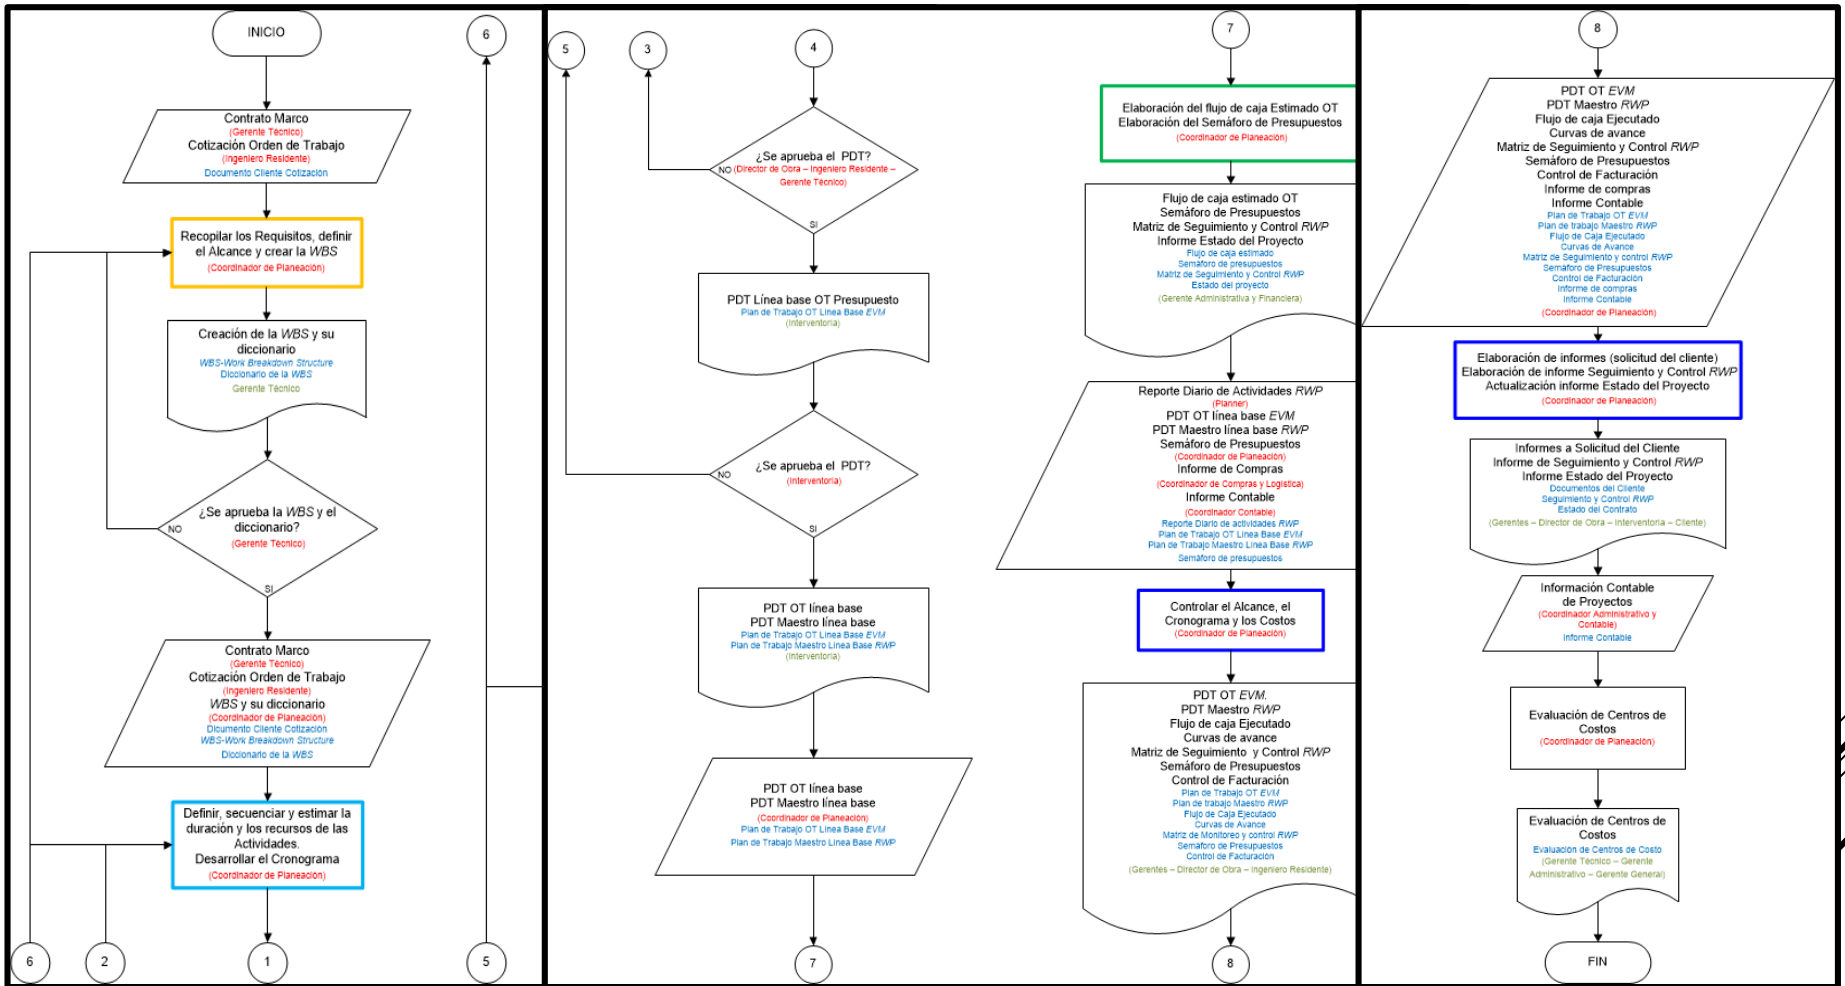 INICIO
Contrato Marco
(Gerente Técnico)
Cotización Orden de Trabajo
(Ingeniero Residente)
Documento Cliente Cotización
Recopilar los Requisitos, definir
el Alcance y crear la WBS
(Coordinador de Planeación)
Creación de la WBS y su
diccionario
WBS-Work Breakdown Structure
Diccionario de la WBS
Gerente Técnico
¿Se aprueba la WBS y el
diccionario?
(Gerente Técnico)
NO
SI
Contrato Marco
(Gerente Técnico)
Cotización Orden de Trabajo
(Ingeniero Residente)
WBS y su diccionario
(Coordinador de Planeación)
Documento Cliente Cotización
WBS-Work Breakdown Structure
Diccionario de la WBS
Definir, secuenciar y estimar la
duración y los recursos de las
Actividades.
Desarrollar el Cronograma
(Coordinador de Planeación)
6
2
1
6
5
5
3
4
¿Se aprueba el PDT?
NO
(Director de Obra – Ingeniero Residente –
Gerente Técnico)
SI
PDT Línea base OT Presupuesto
Plan de Trabajo OT Linea Base EVM
(Interventoria)
¿Se aprueba el PDT?
(Interventoria)
NO
SI
PDT OT línea base
PDT Maestro línea base
Plan de Trabajo OT Linea Base EVM
Plan de Trabajo Maestro Linea Base RWP
(Interventoria)
PDT OT línea base
PDT Maestro línea base
(Coordinador de Planeación)
Plan de Trabajo OT Linea Base EVM
Plan de Trabajo Maestro Linea Base RWP
7
7
Elaboración del flujo de caja Estimado OT
Elaboración del Semáforo de Presupuestos
(Coordinador de Planeación)
Flujo de caja estimado OT
Semáforo de Presupuestos
Matriz de Seguimiento y Control RWP
Informe Estado del Proyecto
Flujo de caja estimado
Semáforo de presupuestos
Matriz de Seguimiento y Control RWP
Estado del proyecto
(Gerente Administrativa y Financiera)
Reporte Diario de Actividades RWP
(Planner)
PDT OT línea base EVM
PDT Maestro línea base RWP
Semáforo de Presupuestos
(Coordinador de Planeación)
Informe de Compras
(Coordinador de Compras y Logistica)
Informe Contable
(Coordinador Contable)
Reporte Diario de actividades RWP
Plan de Trabajo OT Linea Base EVM
Plan de Trabajo Maestro Linea Base RWP
Semáforo de presupuestos
Controlar el Alcance, el
Cronograma y los Costos
(Coordinador de Planeación)
PDT OT EVM.
PDT Maestro RWP
Flujo de caja Ejecutado
Curvas de avance
Matriz de Seguimiento y Control RWP
Semáforo de Presupuestos
Control de Facturación
Plan de Trabajo OT EVM
Plan de trabajo Maestro RWP
Flujo de Caja Ejecutado
Curvas de Avance
Matriz de Monitoreo y control RWP
Semáforo de Presupuestos
Control de Facturación
(Gerentes – Director de Obra – Ingeniero Residente)
8
8
PDT OT EVM
PDT Maestro RWP
Flujo de caja Ejecutado
Curvas de avance
Matriz de Seguimiento y Control RWP
Semáforo de Presupuestos
Control de Facturación
Informe de compras
Informe Contable
Plan de Trabajo OT EVM
Plan de trabajo Maestro RWP
Flujo de Caja Ejecutado
Curvas de Avance
Matriz de Seguimiento y control RWP
Semáforo de Presupuestos
Control de Facturación
Informe de compras
Informe Contable
(Coordinador de Planeación)
Elaboración de informes (solicitud del cliente)
Elaboración de informe Seguimiento y Control RWP
Actualización informe Estado del Proyecto
(Coordinador de Planeación)
Informes a Solicitud del Cliente
Informe de Seguimiento y Control RWP
Informe Estado del Proyecto
Documentos del Cliente
Seguimiento y Control RWP
Estado del Contrato
(Gerentes – Director de Obra – Interventoria – Cliente)
Información Contable
de Proyectos
(Coordinador Administrativo y
Contable)
Informe Contable
Evaluación de Centros de
Costos
(Coordinador de Planeación)
Evaluación de Centros de
Costos
Evaluación de Centros de Costo
(Gerente Técnico – Gerente
Administrativo – Gerente General)
FIN